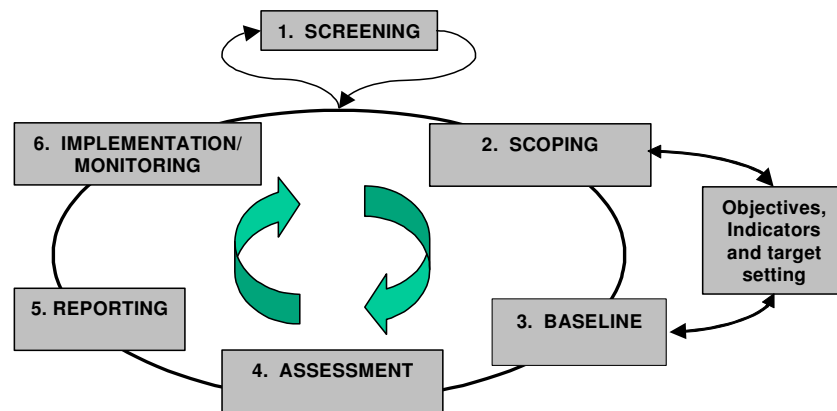 1. SCREENING
2. SCOPING
Objectives,
Indicators
and target
setting
3. BASELINE
4. ASSESSMENT
5. REPORTING
6. IMPLEMENTATION/
MONITORING